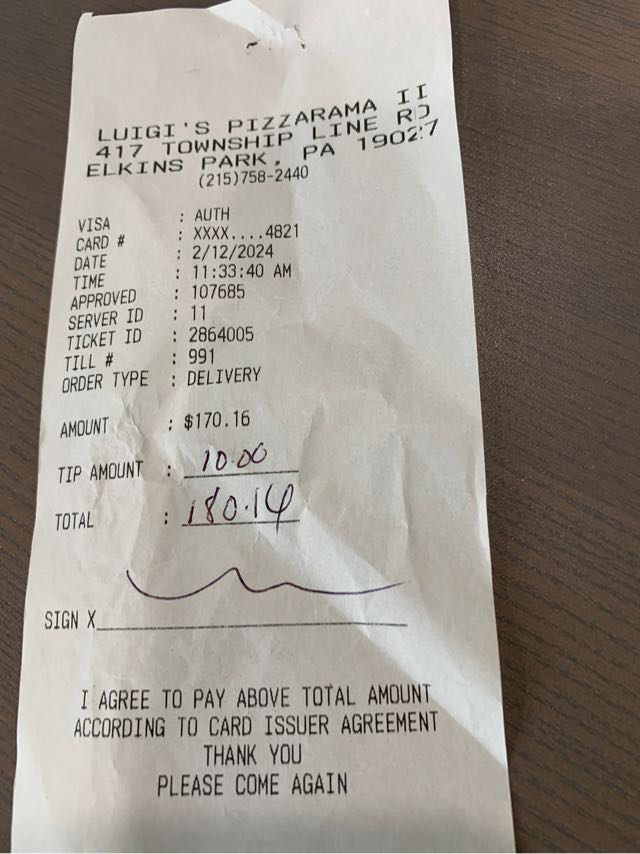 LUIGI'S PIZZARAMA II
417 TOWNSHIP LINE RD
ELKINS PARK, PA 19027
(215)758-2440
VISA : AUTH
CARD # : XXXX....4821
DATE : 2/12/2024
TIME : 11:33:40 AM
APPROVED : 107685
SERVER ID : 11
TICKET ID : 2864005
TILL # : 991
ORDER TYPE : DELIVERY
AMOUNT : $170.16
TIP AMOUNT : 10.00
TOTAL : 180.16
SIGN X
I AGREE TO PAY ABOVE TOTAL AMOUNT
ACCORDING TO CARD ISSUER AGREEMENT
THANK YOU
PLEASE COME AGAIN